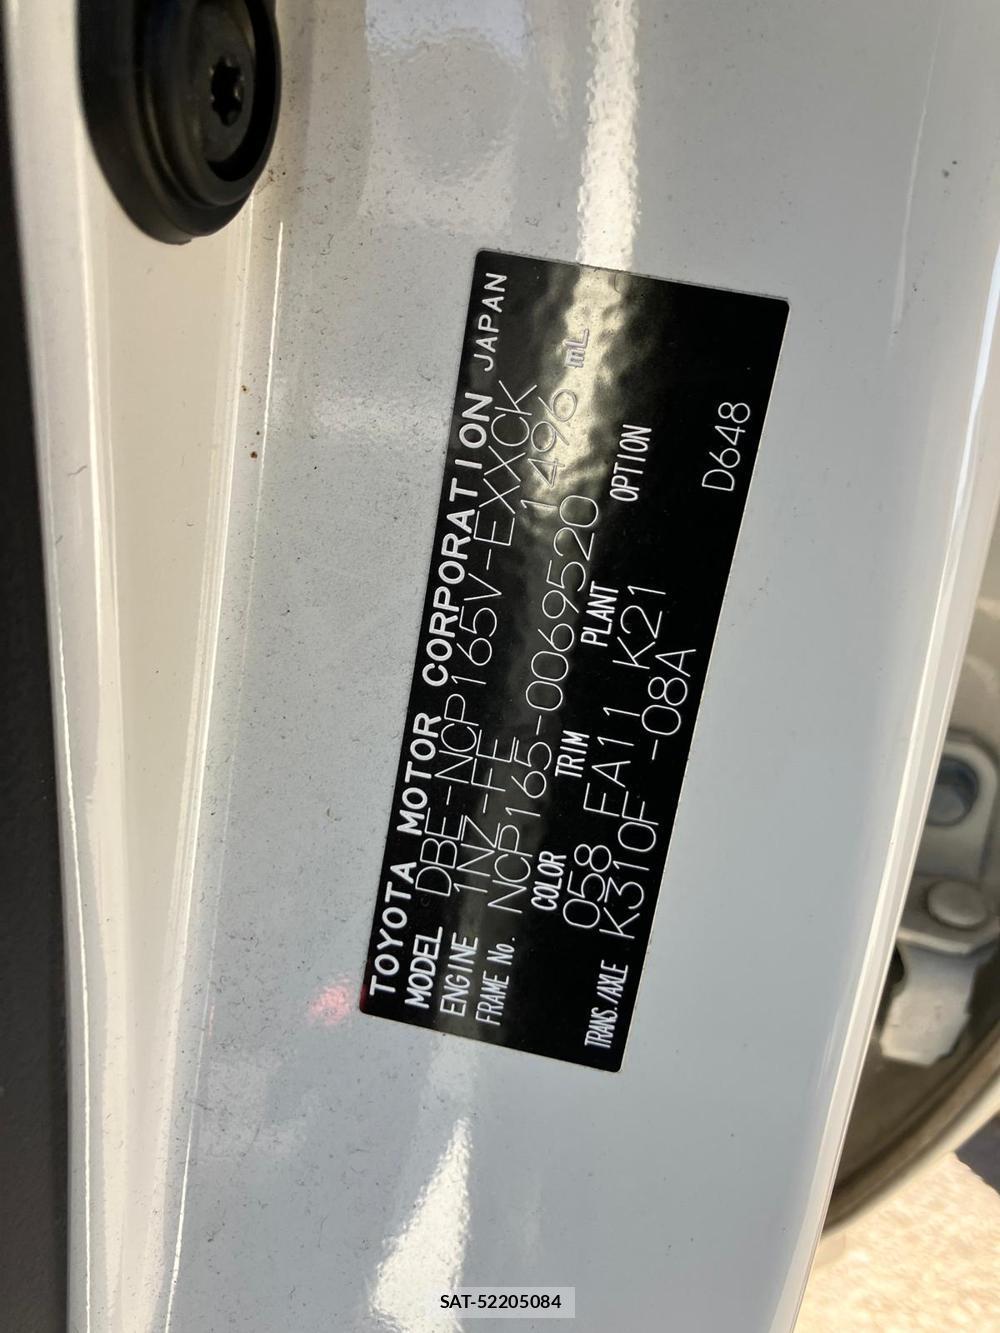 TOYOTA MOTOR CORPORATION JAPAN
MODEL DBE-NCP165V-EXXCK
ENGINE 1NZ-FE 1496 mL
FRAME No. NCP165-0069520
COLOR TRIM PLANT OPTION
058 FA11 K21
TRANS./AXLE K310F -08A
D648
SAT-52205084